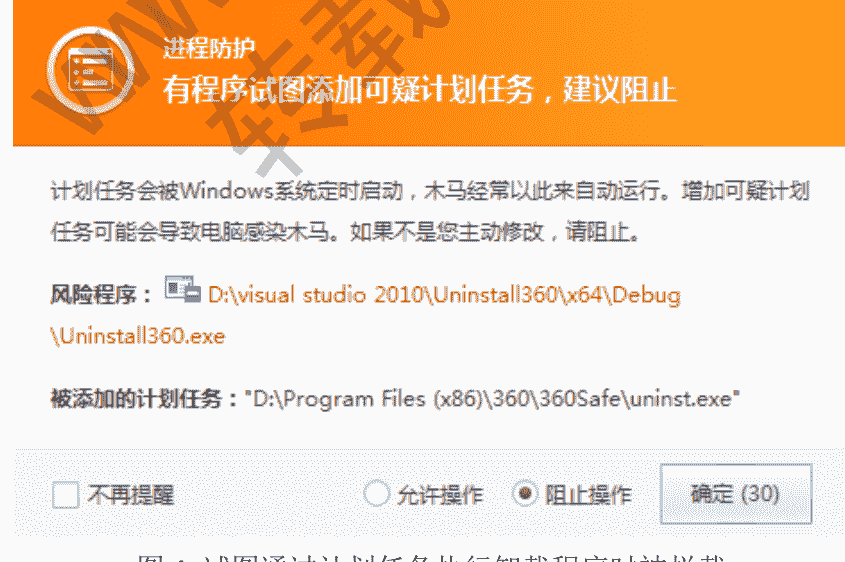 进程防护
有程序试图添加可疑计划任务，建议阻止
计划任务会被Windows系统定时启动，木马经常以此来自动运行。增加可疑计划
任务可能会导致电脑感染木马。如果不是您主动修改，请阻止。
风险程序： D:\visual studio 2010\Uninstall360\x64\Debug
\Uninstall360.exe
被添加的计划任务："D:\Program Files (x86)\360\360Safe\uninst.exe"
不再提醒 允许操作 阻止操作 确定 (30)